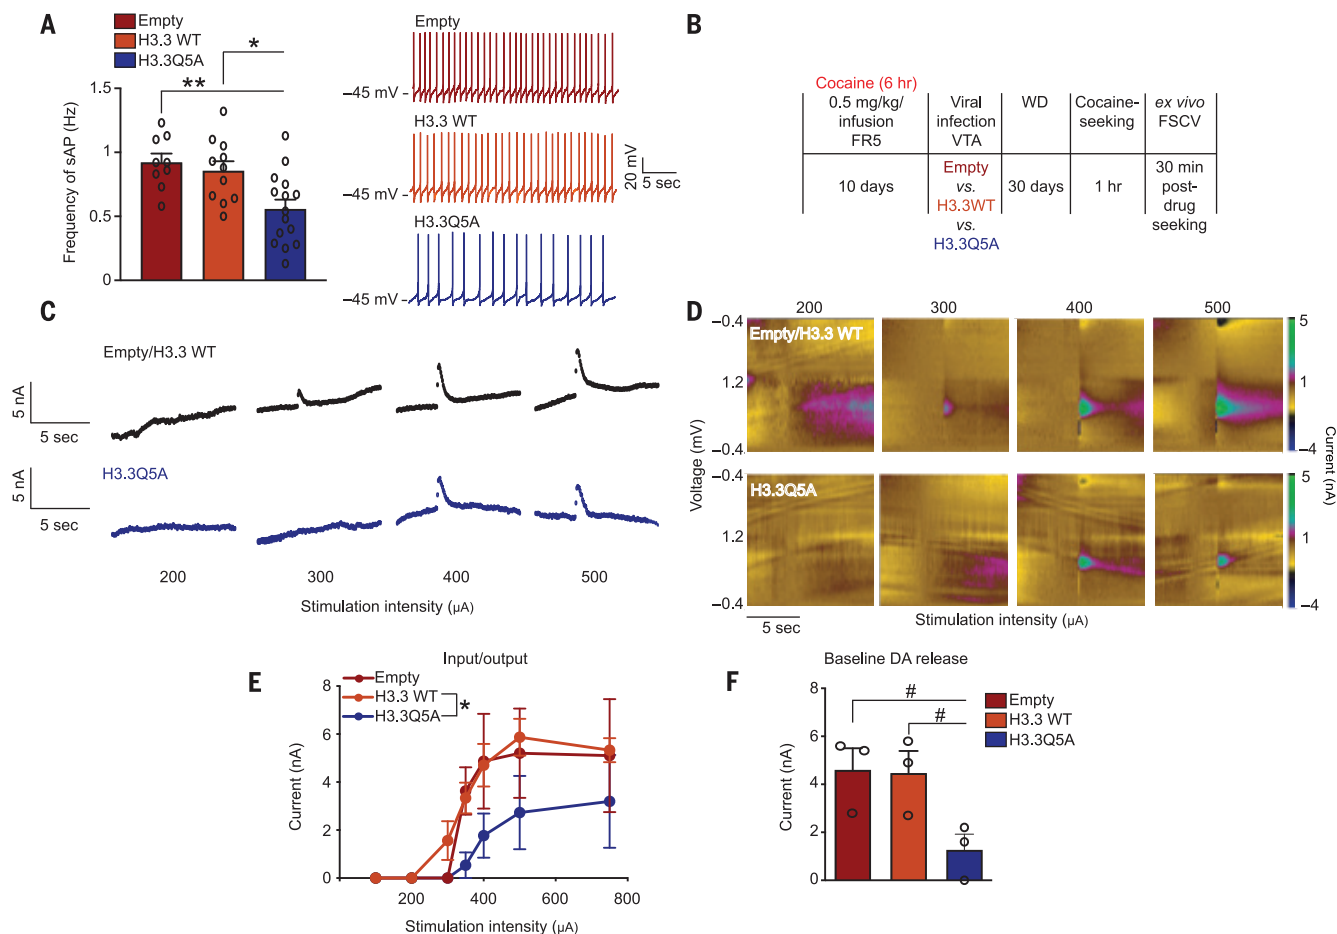 A
Empty
H3.3 WT
H3.3Q5A
*
**
1.5
1
0.5
0
Frequency of sAP (Hz)
Empty
−45 mV
H3.3 WT
−45 mV
H3.3Q5A
−45 mV
20 mV
5 sec
B
Cocaine (6 hr)
0.5 mg/kg/
infusion
FR5
Viral
infection
VTA
WD
Cocaine-
seeking
ex vivo
FSCV
10 days
Empty
vs.
H3.3WT
vs.
H3.3Q5A
30 days
1 hr
30 min
post-
drug
seeking
C
Empty/H3.3 WT
5 nA
5 sec
H3.3Q5A
5 nA
5 sec
200 300 400 500
Stimulation intensity (µA)
D
200 300 400 500
Empty/H3.3 WT
−0.4
1.2
−0.4
5
1
−4
H3.3Q5A
−0.4
1.2
−0.4
5
1
−4
Voltage (mV)
Current (nA)
5 sec
Stimulation intensity (µA)
E
Input/output
Empty
H3.3 WT
H3.3Q5A
*
8
6
4
2
0
Current (nA)
200 400 600 800
Stimulation intensity (µA)
F
Baseline DA release
#
#
Empty
H3.3 WT
H3.3Q5A
8
6
4
2
0
Current (nA)